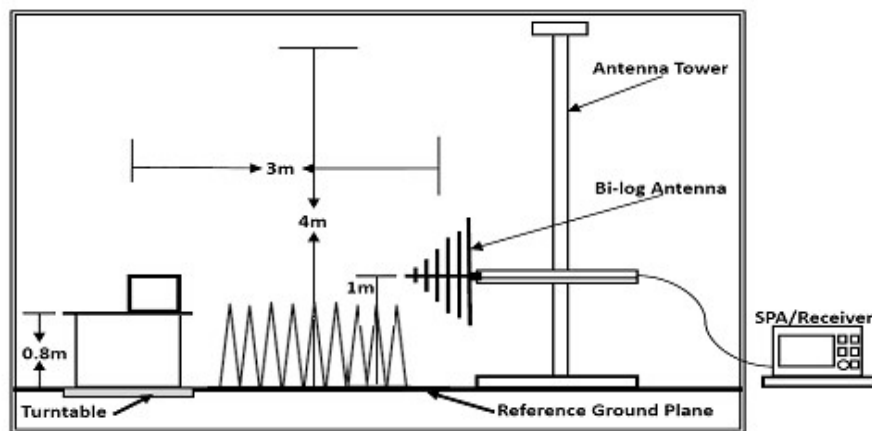 Antenna Tower
3m
Bi-log Antenna
4m
1m
SPA/Receiver
0.8m
Turntable
Reference Ground Plane